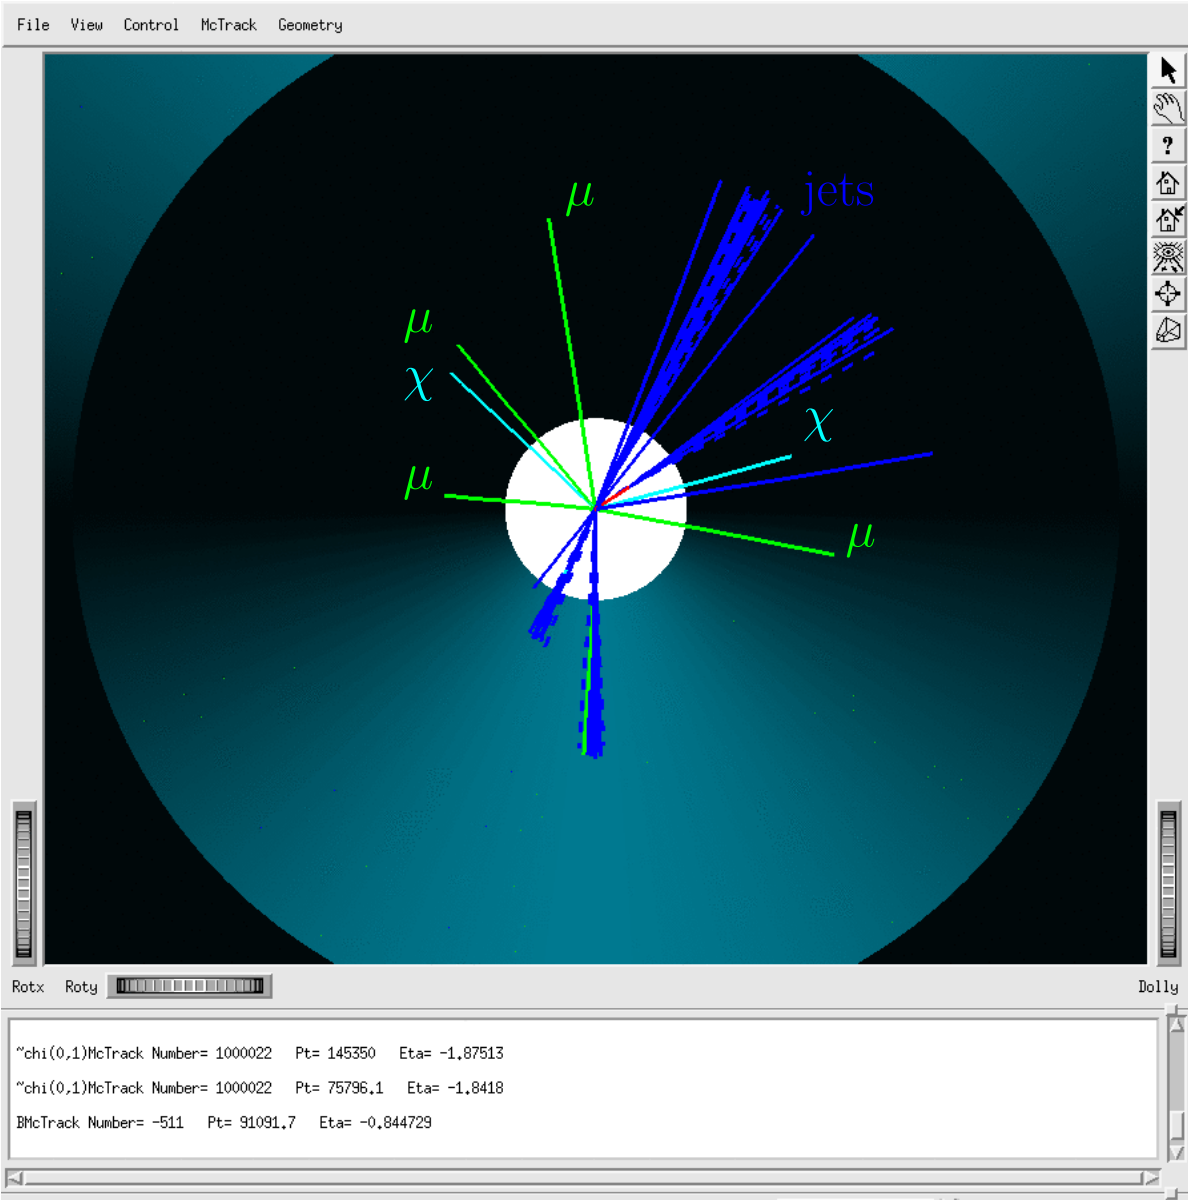 File View Control McTrack Geometry
μ
jets
μ
χ
χ
μ
μ
?
Rotx Roty
Dolly
~chi(0,1)McTrack Number= 1000022 Pt= 145350 Eta= -1.87513
~chi(0,1)McTrack Number= 1000022 Pt= 75796.1 Eta= -1.8418
BMcTrack Number= -511 Pt= 91091.7 Eta= -0.844729